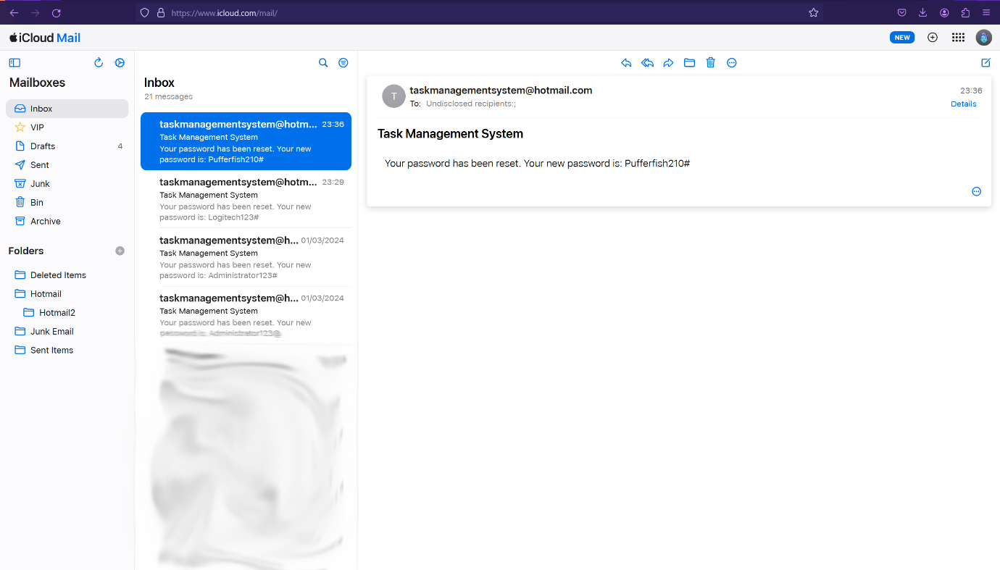 https://www.icloud.com/mail/
iCloud Mail
NEW
Mailboxes
Inbox
VIP
Drafts 4
Sent
Junk
Bin
Archive
Folders
Deleted Items
Hotmail
Hotmail2
Junk Email
Sent Items
Inbox
21 messages
taskmanagementsystem@hotm... 23:36
Task Management System
Your password has been reset. Your new
password is: Pufferfish210#
taskmanagementsystem@hotm... 23:29
Task Management System
Your password has been reset. Your new
password is: Logitech123#
taskmanagementsystem@h... 01/03/2024
Task Management System
Your password has been reset. Your new
password is: Administrator123#
taskmanagementsystem@h... 01/03/2024
Task Management System
Your password has been reset. Your new
password is: Administrator123@
T
taskmanagementsystem@hotmail.com 23:36
To: Undisclosed recipients:; Details
Task Management System
Your password has been reset. Your new password is: Pufferfish210#